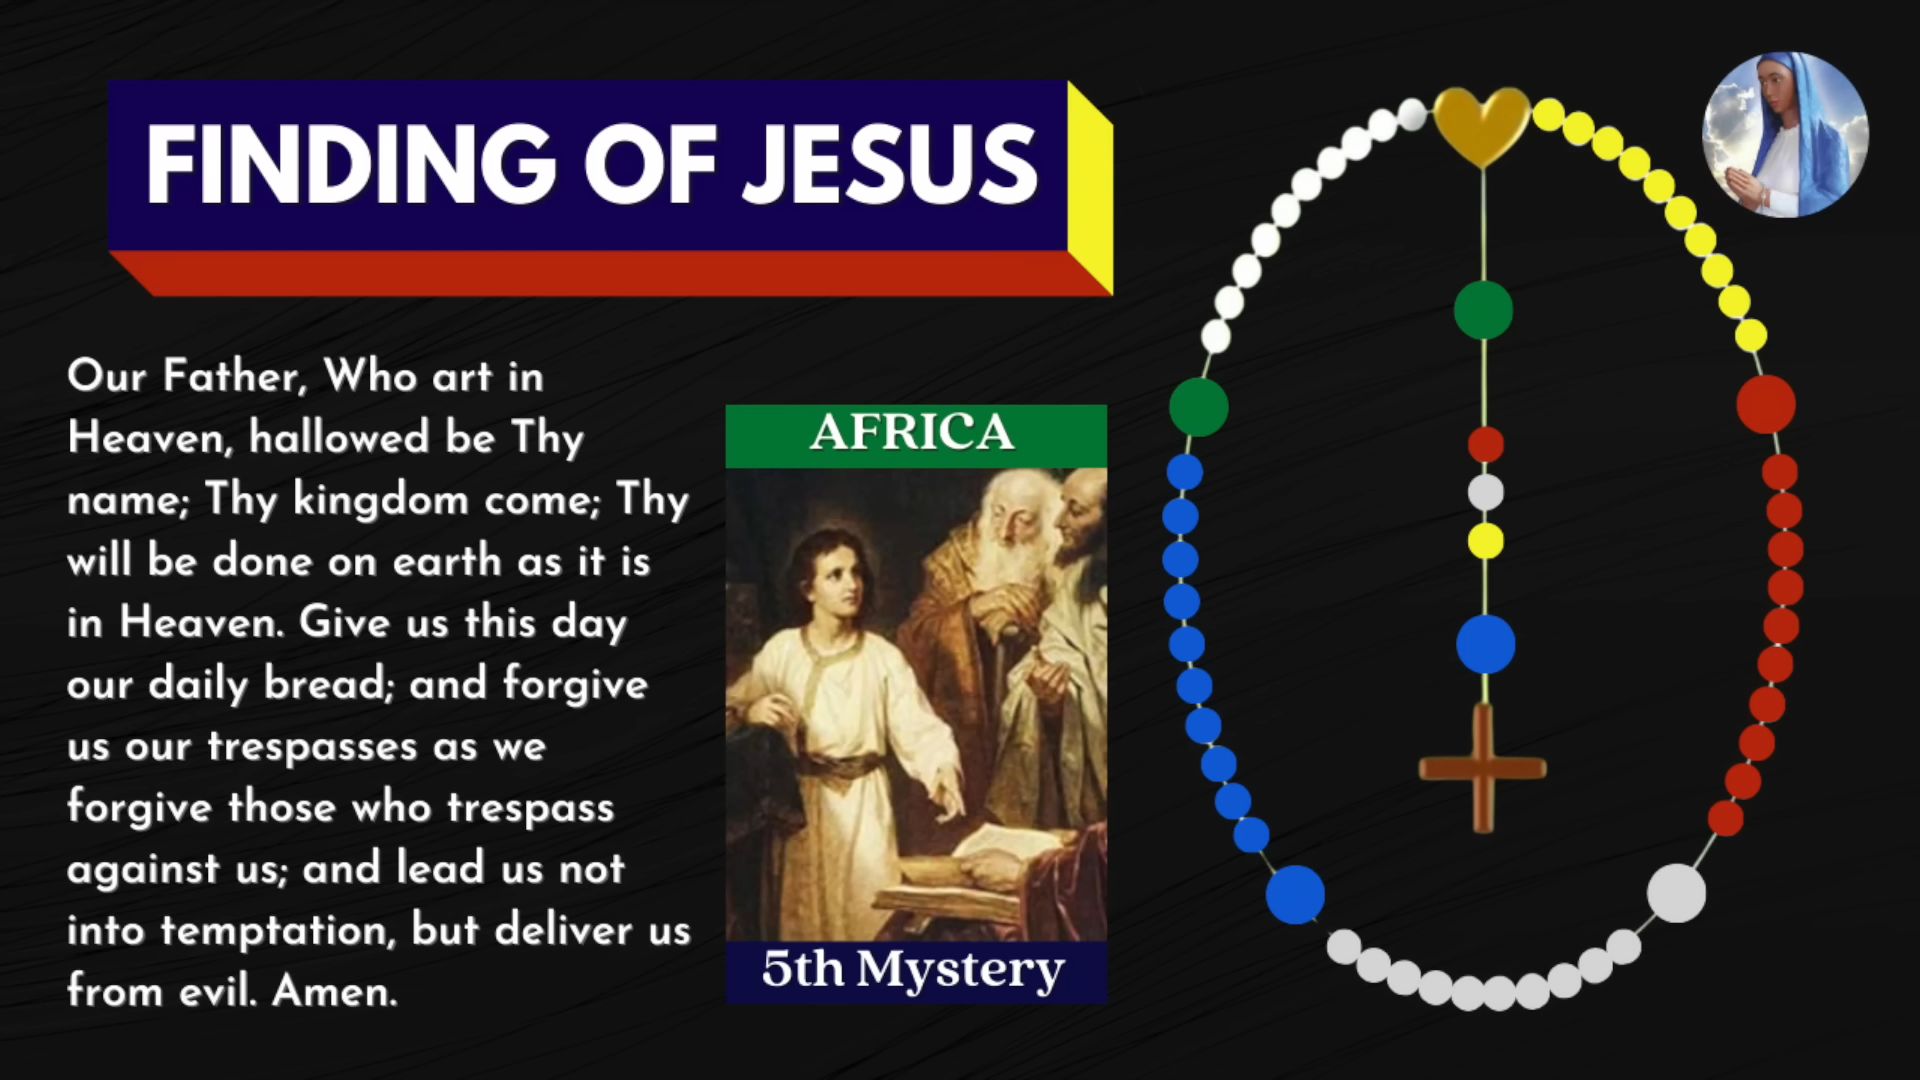 FINDING OF JESUS
Our Father, Who art in
Heaven, hallowed be Thy
name; Thy kingdom come; Thy
will be done on earth as it is
in Heaven. Give us this day
our daily bread; and forgive
us our trespasses as we
forgive those who trespass
against us; and lead us not
into temptation, but deliver us
from evil. Amen.
AFRICA
5th Mystery